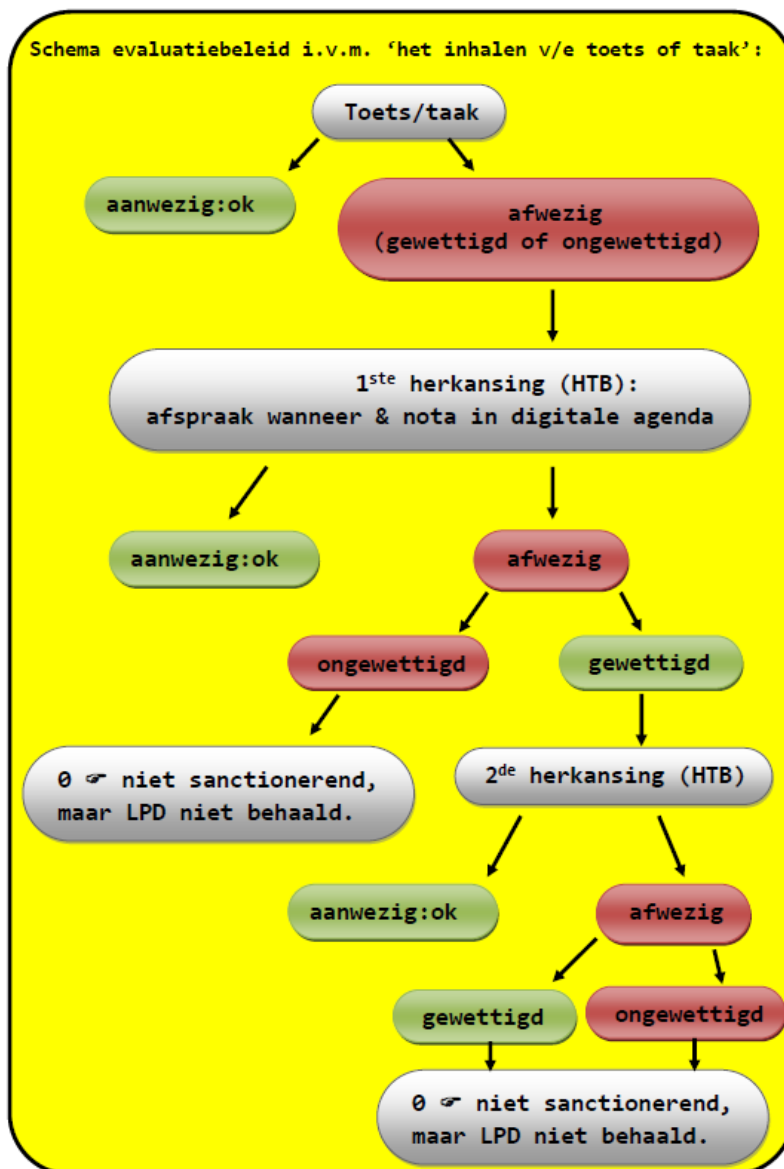 Schema evaluatiebeleid i.v.m. ‘het inhalen v/e toets of taak’:
Toets/taak
aanwezig:ok
afwezig
(gewettigd of ongewettigd)
1ste herkansing (HTB):
afspraak wanneer & nota in digitale agenda
aanwezig:ok
afwezig
ongewettigd
gewettigd
0 ☞ niet sanctionerend,
maar LPD niet behaald.
2de herkansing (HTB)
aanwezig:ok
afwezig
gewettigd
ongewettigd
0 ☞ niet sanctionerend,
maar LPD niet behaald.